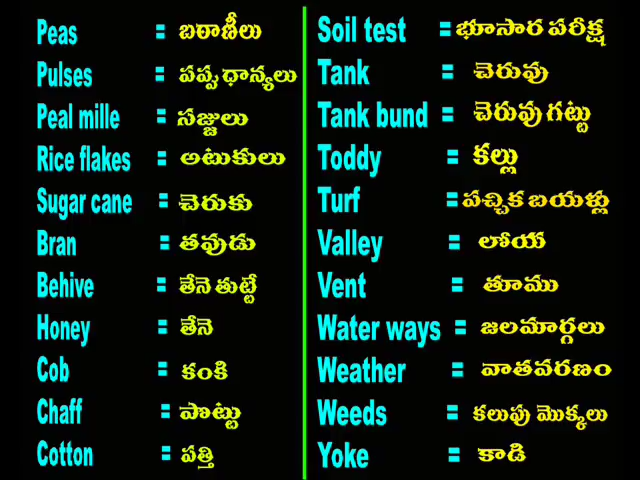 Peas = బఠాణీలు
Pulses = పప్పుధాన్యలు
Peal mille = సజ్జులు
Rice flakes = అటుకులు
Sugar cane = చెరుకు
Bran = తవుడు
Behive = తేనె తుట్టే
Honey = తేనె
Cob = కంకి
Chaff = పొట్టు
Cotton = పత్తి
Soil test = భూసార పరీక్ష
Tank = చెరువు
Tank bund = చెరువు గట్టు
Toddy = కల్లు
Turf = పచ్చిక బయళ్లు
Valley = లోయ
Vent = తూము
Water ways = జలమార్గలు
Weather = వాతవరణం
Weeds = కలుపు మొక్కలు
Yoke = కాడి